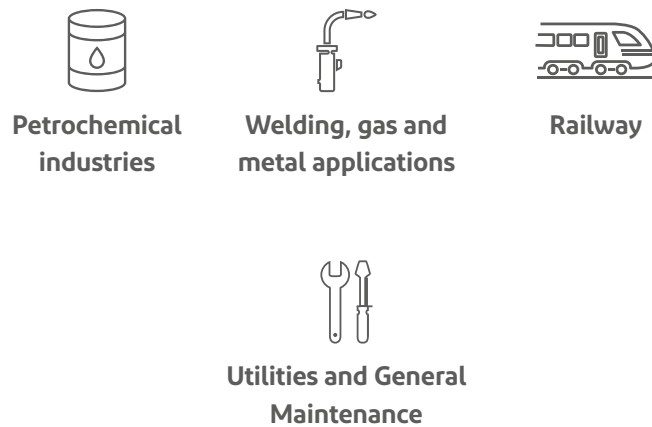 Petrochemical
industries
Welding, gas and
metal applications
Railway
Utilities and General
Maintenance